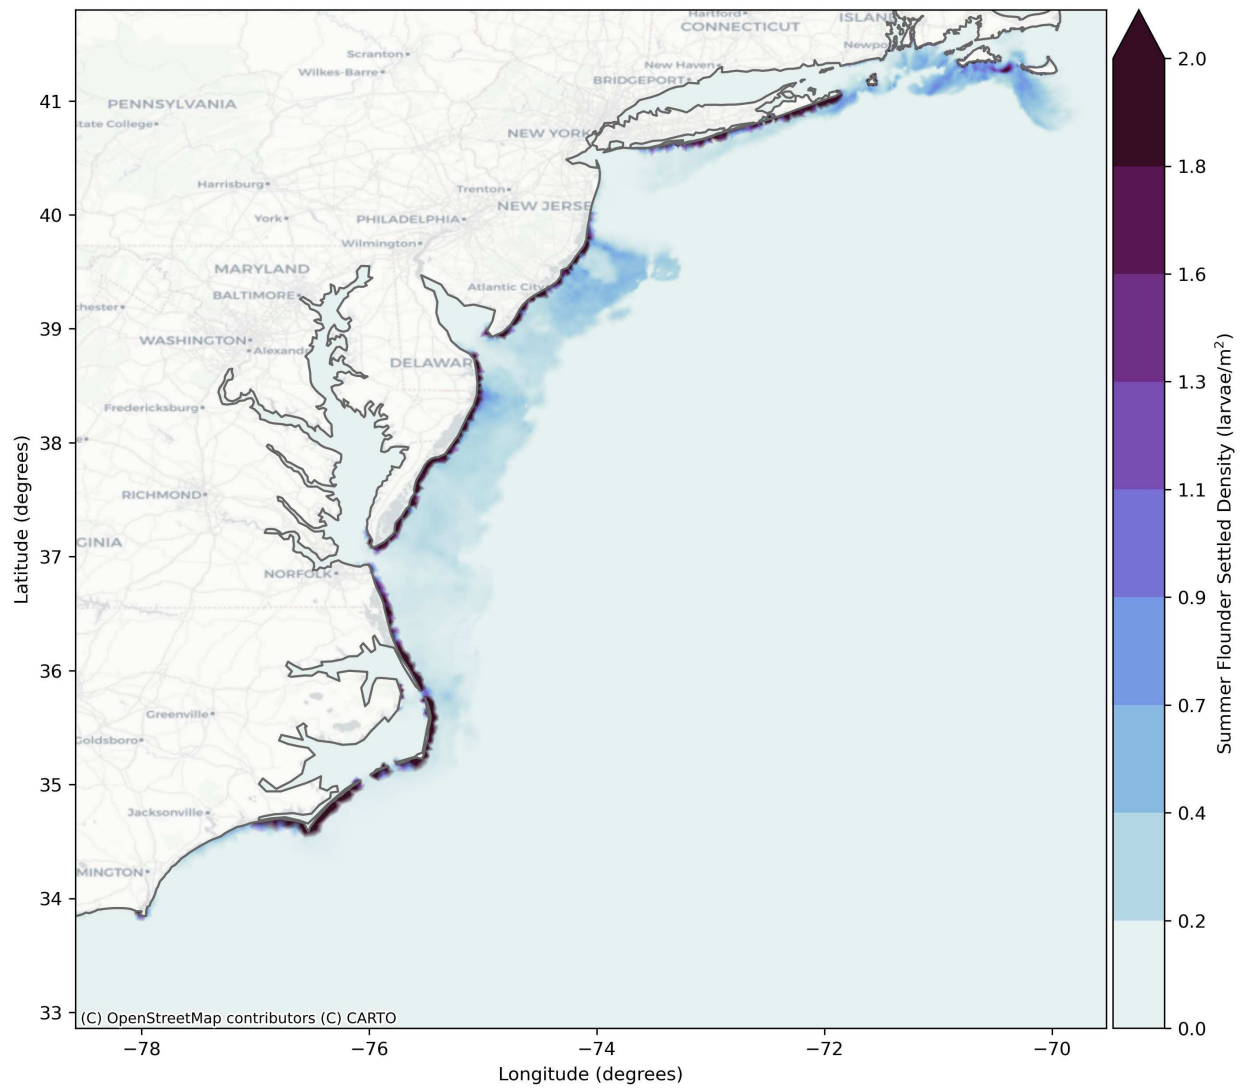 Hartford
CONNECTICUT
ISLAN
Scranton
Newpo
Wilkes-Barre
New Haven
BRIDGEPORT
PENNSYLVANIA
State College
NEW YORK
Harrisburg
Trenton
NEW JERSE
York
PHILADELPHIA
Wilmington
MARYLAND
BALTIMORE
Atlantic City
chester
WASHINGTON
Alexand
DELAWAR
Fredericksburg
RICHMOND
GINIA
NORFOLK
Greenville
Goldsboro
Jacksonville
MINGTON
(C) OpenStreetMap contributors (C) CARTO
41
40
39
38
37
36
35
34
33
Latitude (degrees)
−78 −76 −74 −72 −70
Longitude (degrees)
2.0
1.8
1.6
1.3
1.1
0.9
0.7
0.4
0.2
0.0
Summer Flounder Settled Density (larvae/m²)